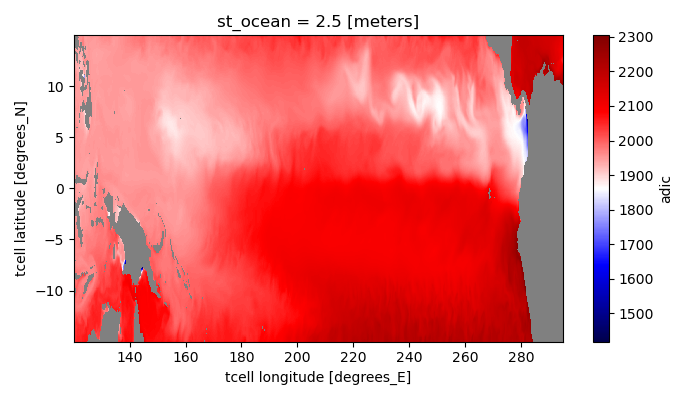 st_ocean = 2.5 [meters]
tcell latitude [degrees_N]
10
5
0
−5
−10
140 160 180 200 220 240 260 280
tcell longitude [degrees_E]
2300
2200
2100
2000
1900
1800
1700
1600
1500
adic